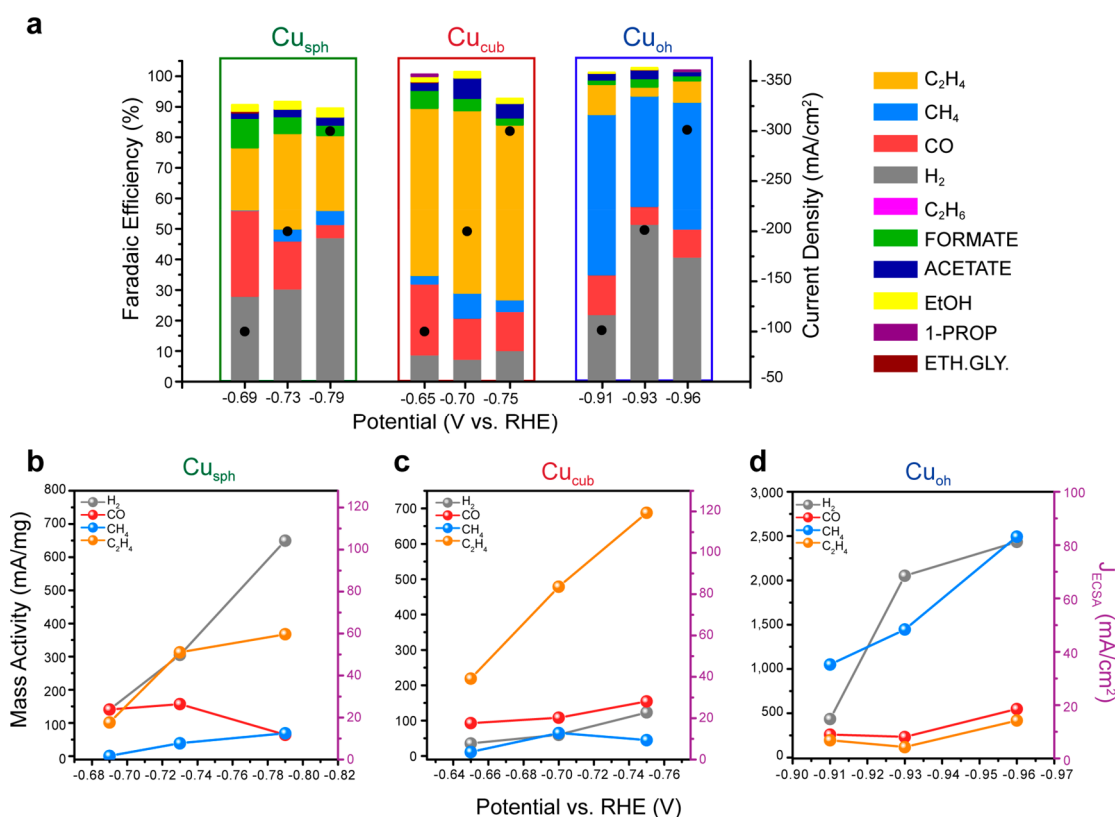 a
Cu_sph
Cu_cub
Cu_oh
Faradaic Efficiency (%)
100
90
80
70
60
50
40
30
20
10
0
-350
-300
-250
-200
-150
-100
-50
Current Density (mA/cm²)
-0.69 -0.73 -0.79
-0.65 -0.70 -0.75
-0.91 -0.93 -0.96
Potential (V vs. RHE)
C₂H₄
CH₄
CO
H₂
C₂H₆
FORMATE
ACETATE
EtOH
1-PROP
ETH.GLY.
b
Cu_sph
Mass Activity (mA/mg)
800
700
600
500
400
300
200
100
0
H₂
CO
CH₄
C₂H₄
120
100
80
60
40
20
0
-0.68 -0.70 -0.72 -0.74 -0.76 -0.78 -0.80 -0.82
c
Cu_cub
700
600
500
400
300
200
100
0
H₂
CO
CH₄
C₂H₄
120
100
80
60
40
20
0
-0.64 -0.66 -0.68 -0.70 -0.72 -0.74 -0.76
d
Cu_oh
3,000
2,500
2,000
1,500
1,000
500
0
H₂
CO
CH₄
C₂H₄
100
80
60
40
20
0
J_ECSA (mA/cm²)
-0.90 -0.91 -0.92 -0.93 -0.94 -0.95 -0.96 -0.97
Potential vs. RHE (V)